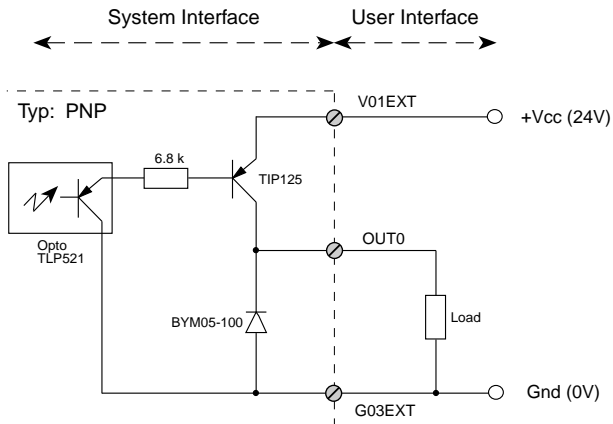 System Interface
User Interface
Typ: PNP
V01EXT
+Vcc (24V)
6.8 k
TIP125
Opto
TLP521
OUT0
BYM05-100
Load
Gnd (0V)
G03EXT